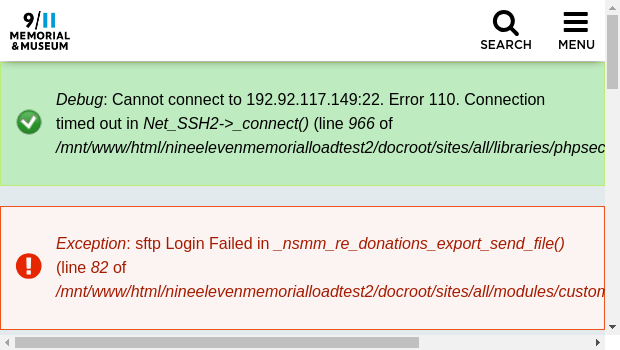 9/11
MEMORIAL
& MUSEUM
SEARCH
MENU
Debug: Cannot connect to 192.92.117.149:22. Error 110. Connection
timed out in Net_SSH2->_connect() (line 966 of
/mnt/www/html/nineelevenmemorialloadtest2/docroot/sites/all/libraries/phpsec
Exception: sftp Login Failed in _nsmm_re_donations_export_send_file()
(line 82 of
/mnt/www/html/nineelevenmemorialloadtest2/docroot/sites/all/modules/custom